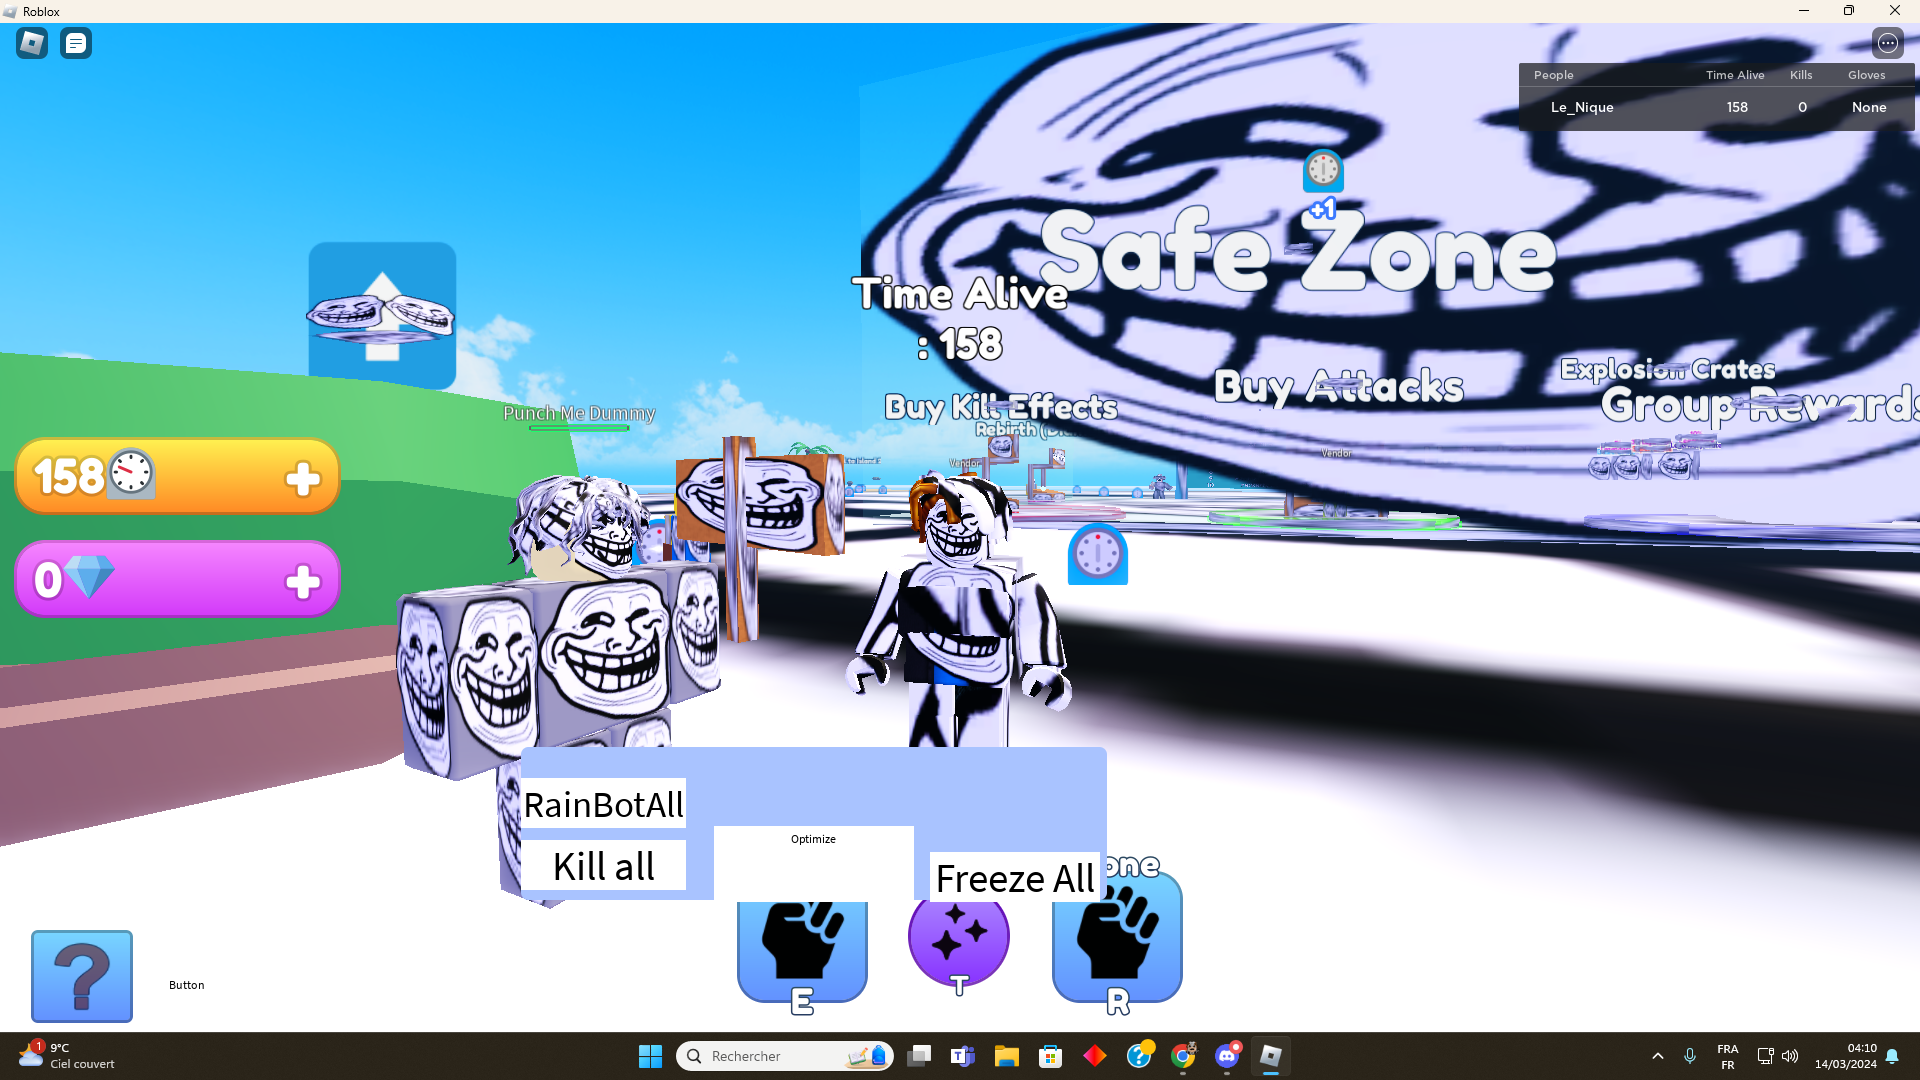 Roblox
People Time Alive Kills Gloves
Le_Nique 158 0 None
+1
Safe Zone
Time Alive
: 158
Buy Attacks
Explosion Crates
Group Rewards
Buy Kill Effects
Rebirth
Punch Me Dummy
Vendor
Vendor
158
0
RainBotAll
Optimize
Kill all
Freeze All
one
E
T
R
Button
1
9°C
Ciel couvert
Rechercher
FRA
FR
04:10
14/03/2024